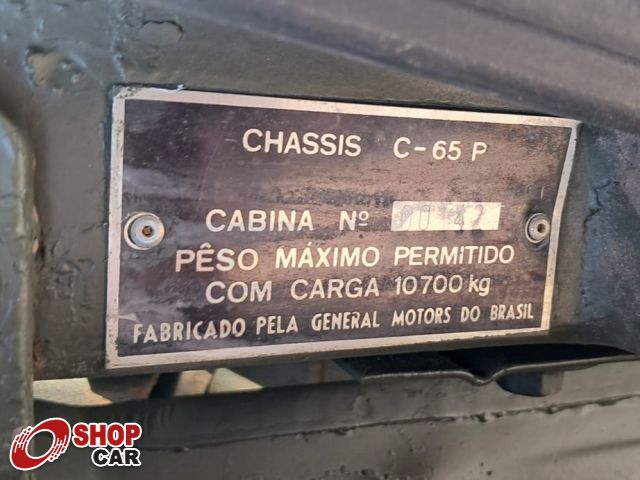 CHASSIS C-65 P
CABINA Nº
PÊSO MÁXIMO PERMITIDO
COM CARGA 10700 kg
FABRICADO PELA GENERAL MOTORS DO BRASIL
SHOP
CAR